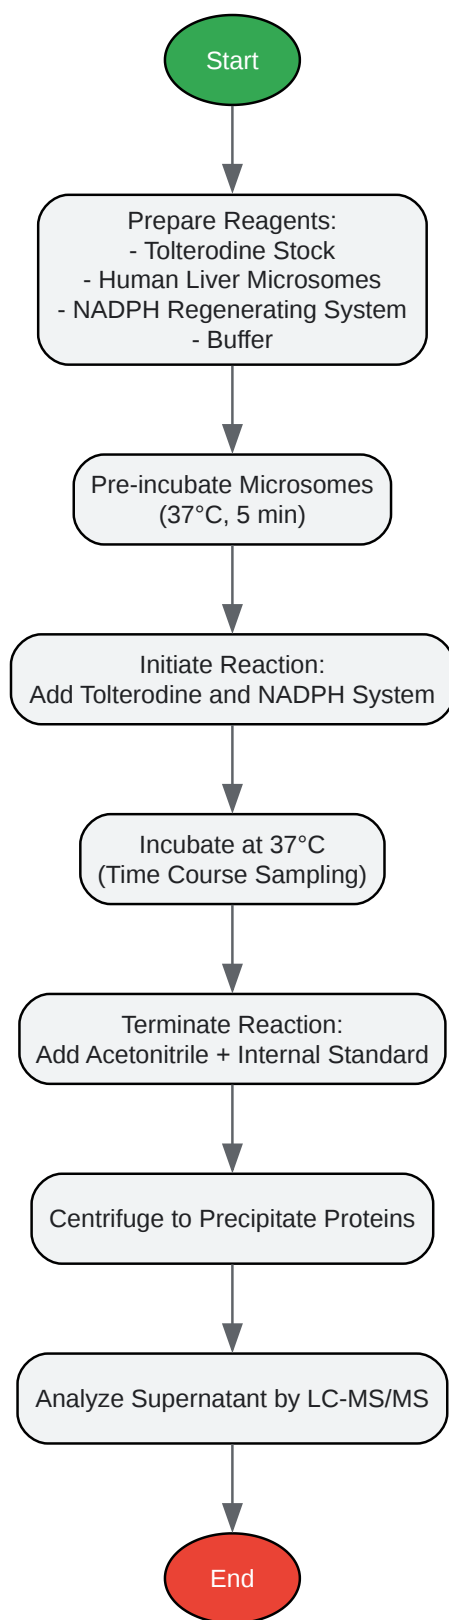 Start
Prepare Reagents:
- Tolterodine Stock
- Human Liver Microsomes
- NADPH Regenerating System
- Buffer
Pre-incubate Microsomes
(37°C, 5 min)
Initiate Reaction:
Add Tolterodine and NADPH System
Incubate at 37°C
(Time Course Sampling)
Terminate Reaction:
Add Acetonitrile + Internal Standard
Centrifuge to Precipitate Proteins
Analyze Supernatant by LC-MS/MS
End